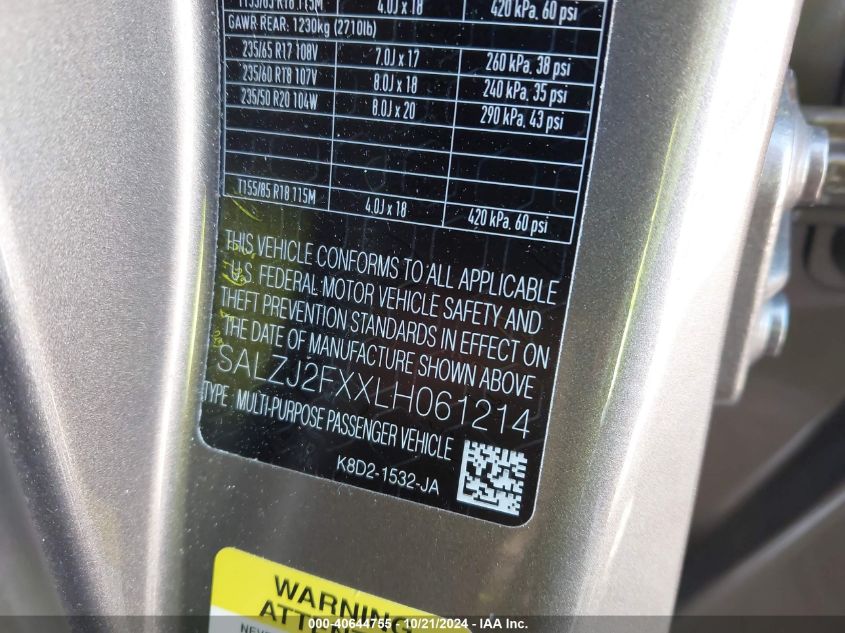 T155/85 R18 115M 4.0J x 18 420 kPa, 60 psi
GAWR REAR: 1230kg (2710lb)
235/65 R17 108V 7.0J x 17 260 kPa, 38 psi
235/60 RT8 107V 8.0J x 18 240 kPa, 35 psi
235/50 R20 104W 8.0J x 20 290 kPa, 43 psi
T155/85 R18 115M 4.0J x 18 420 kPa, 60 psi
THIS VEHICLE CONFORMS TO ALL APPLICABLE
U.S. FEDERAL MOTOR VEHICLE SAFETY AND
THEFT PREVENTION STANDARDS IN EFFECT ON
THE DATE OF MANUFACTURE SHOWN ABOVE
SALZJ2FXXLH061214
TYPE: MULTI-PURPOSE PASSENGER VEHICLE
K8D2-1532-JA
WARNING
000-40644755 - 10/21/2024 - IAA Inc.